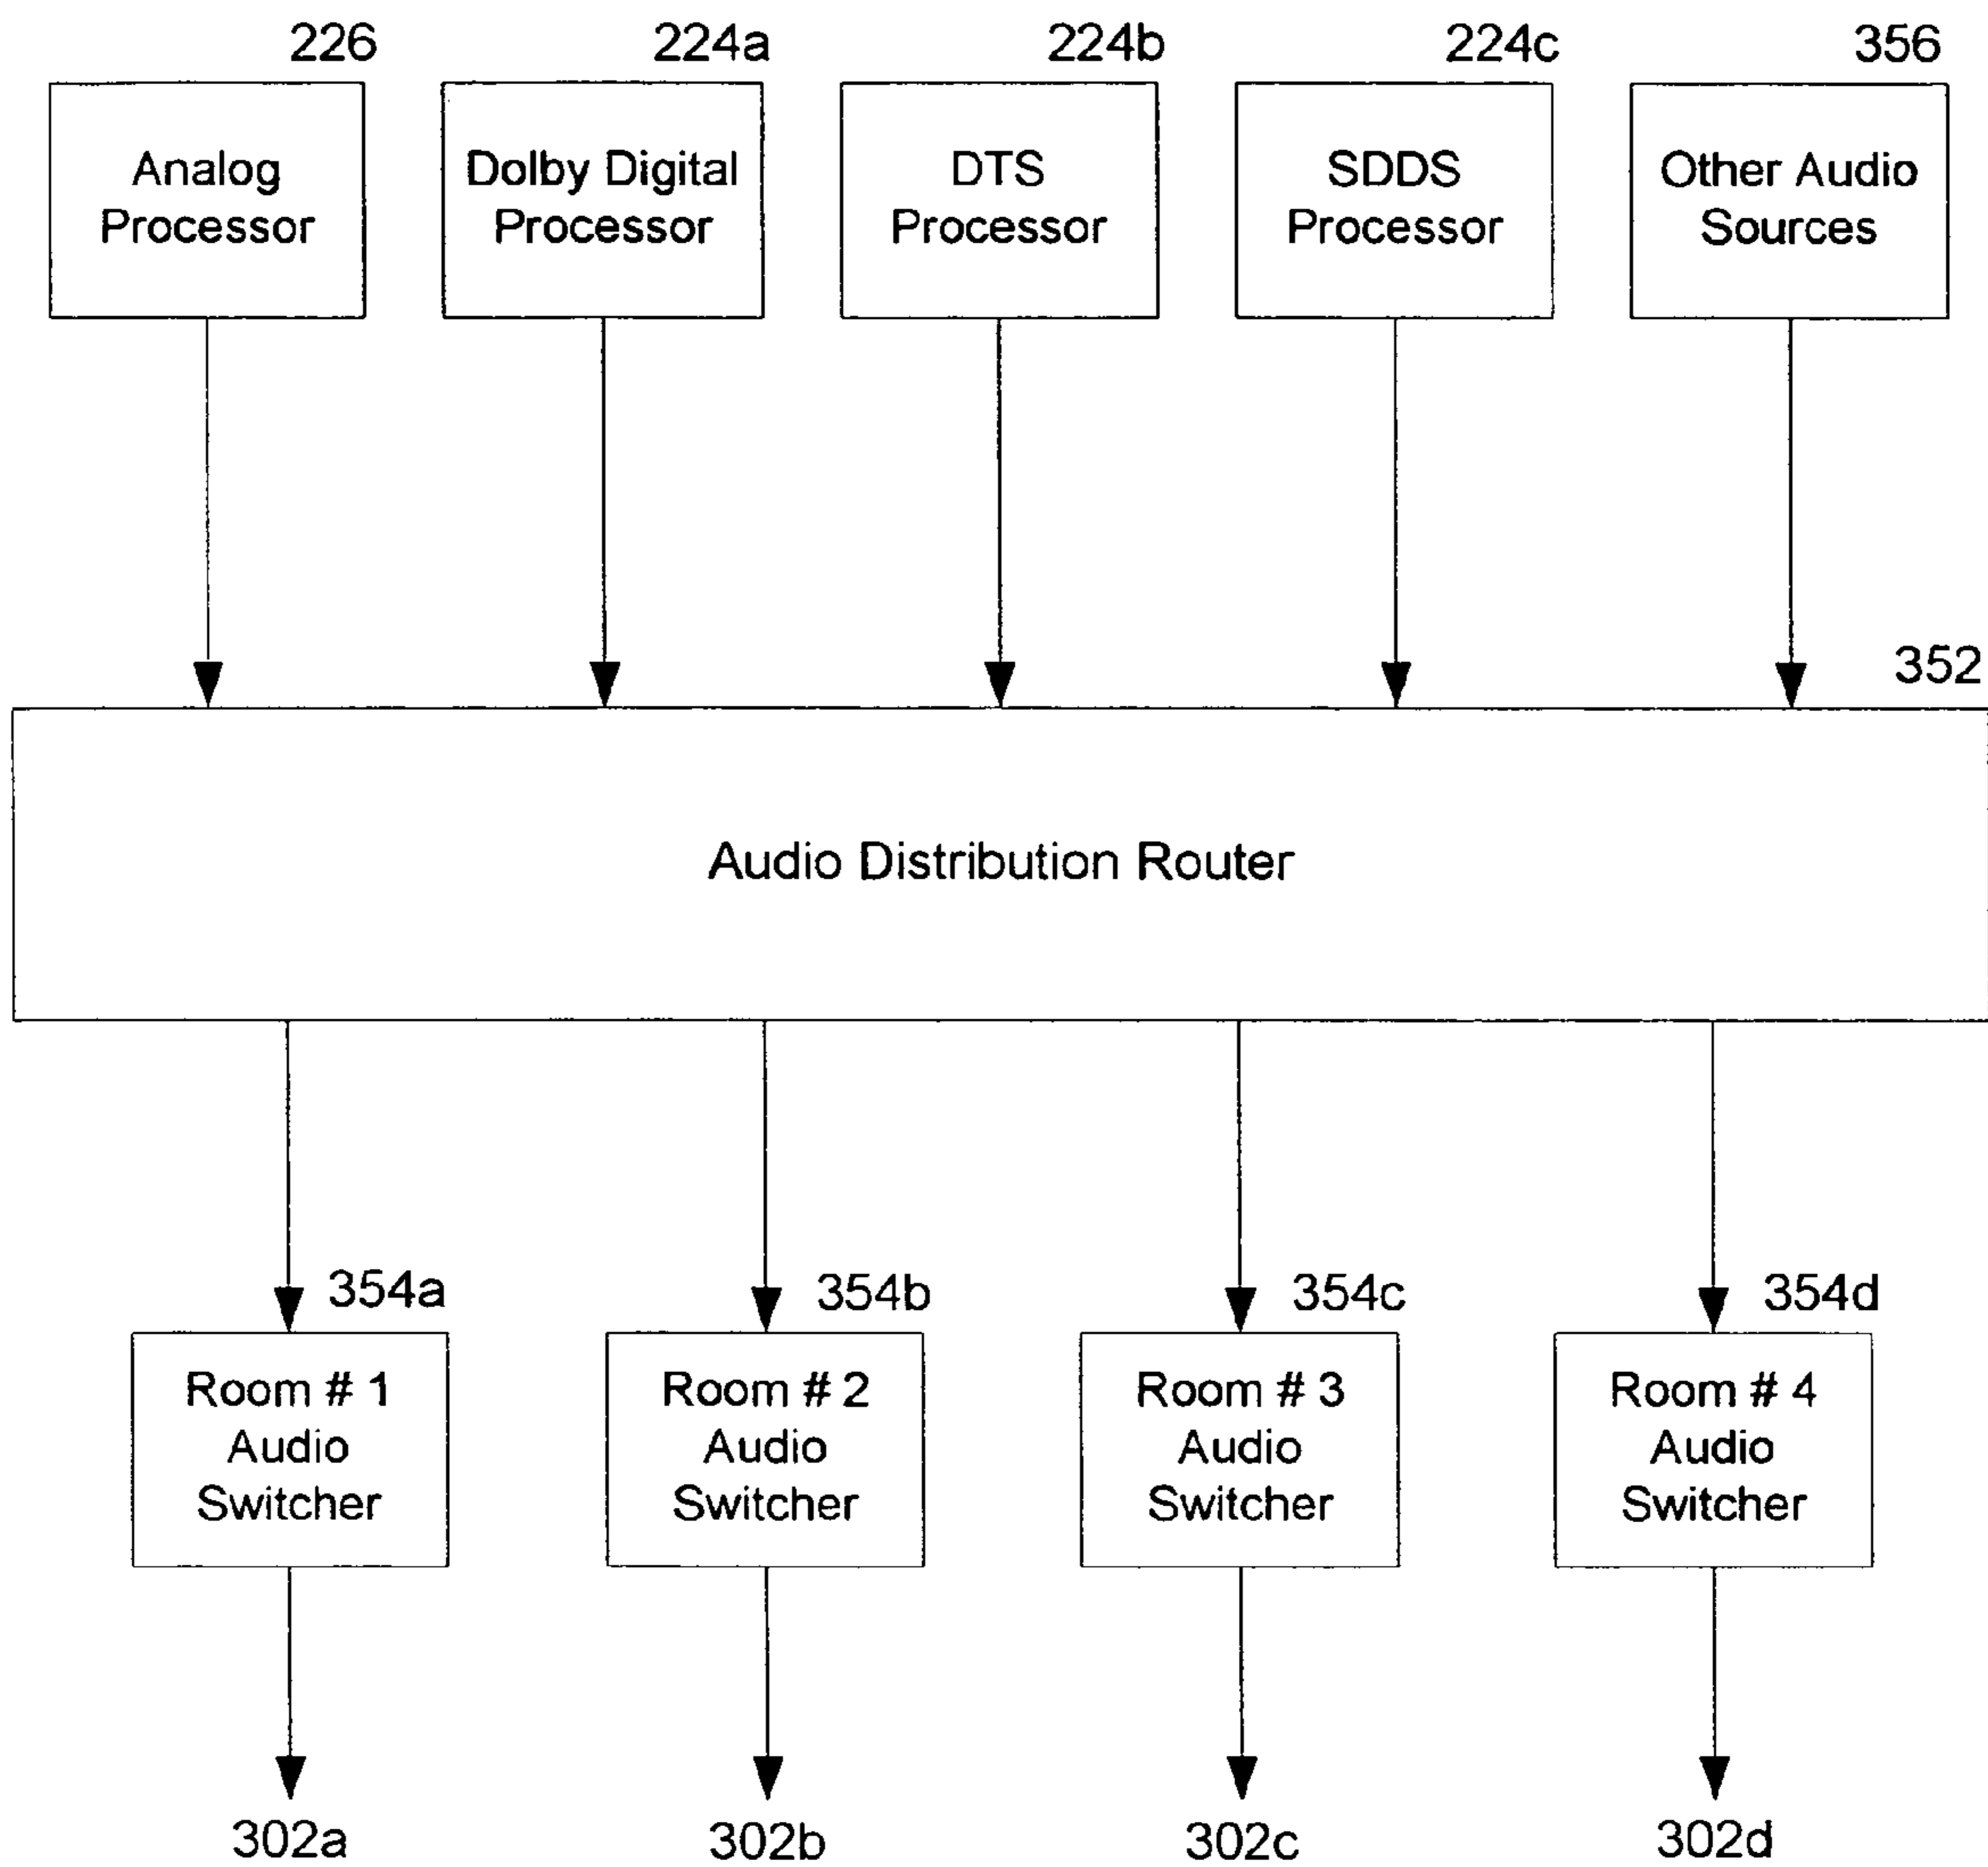 226
224a
224b
224c
356
Analog
Processor
Dolby Digital
Processor
DTS
Processor
SDDS
Processor
Other Audio
Sources
352
Audio Distribution Router
354a
354b
354c
354d
Room # 1
Audio
Switcher
Room # 2
Audio
Switcher
Room # 3
Audio
Switcher
Room # 4
Audio
Switcher
302a
302b
302c
302d